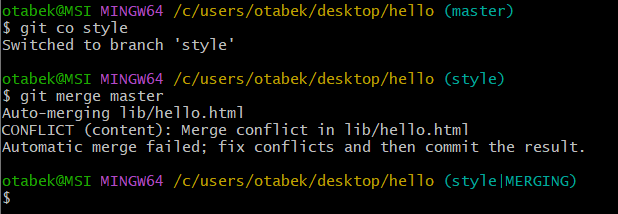 otabek@MSI MINGW64 /c/users/otabek/desktop/hello (master)
$ git co style
Switched to branch 'style'
otabek@MSI MINGW64 /c/users/otabek/desktop/hello (style)
$ git merge master
Auto-merging lib/hello.html
CONFLICT (content): Merge conflict in lib/hello.html
Automatic merge failed; fix conflicts and then commit the result.
otabek@MSI MINGW64 /c/users/otabek/desktop/hello (style|MERGING)
$